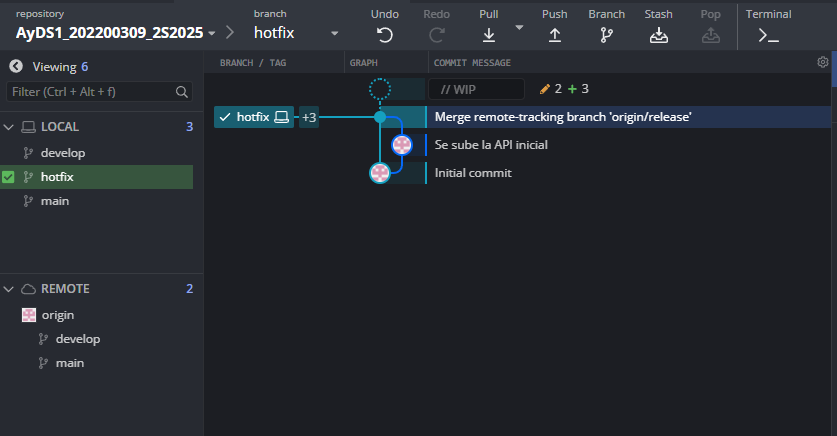 repository
AyDS1_202200309_2S2025
branch
hotfix
Undo
Redo
Pull
Push
Branch
Stash
Pop
Terminal
Viewing 6
Filter (Ctrl + Alt + f)
LOCAL 3
develop
hotfix
main
REMOTE 2
origin
develop
main
BRANCH / TAG GRAPH COMMIT MESSAGE
// WIP 2 + 3
hotfix +3 Merge remote-tracking branch 'origin/release'
Se sube la API inicial
Initial commit